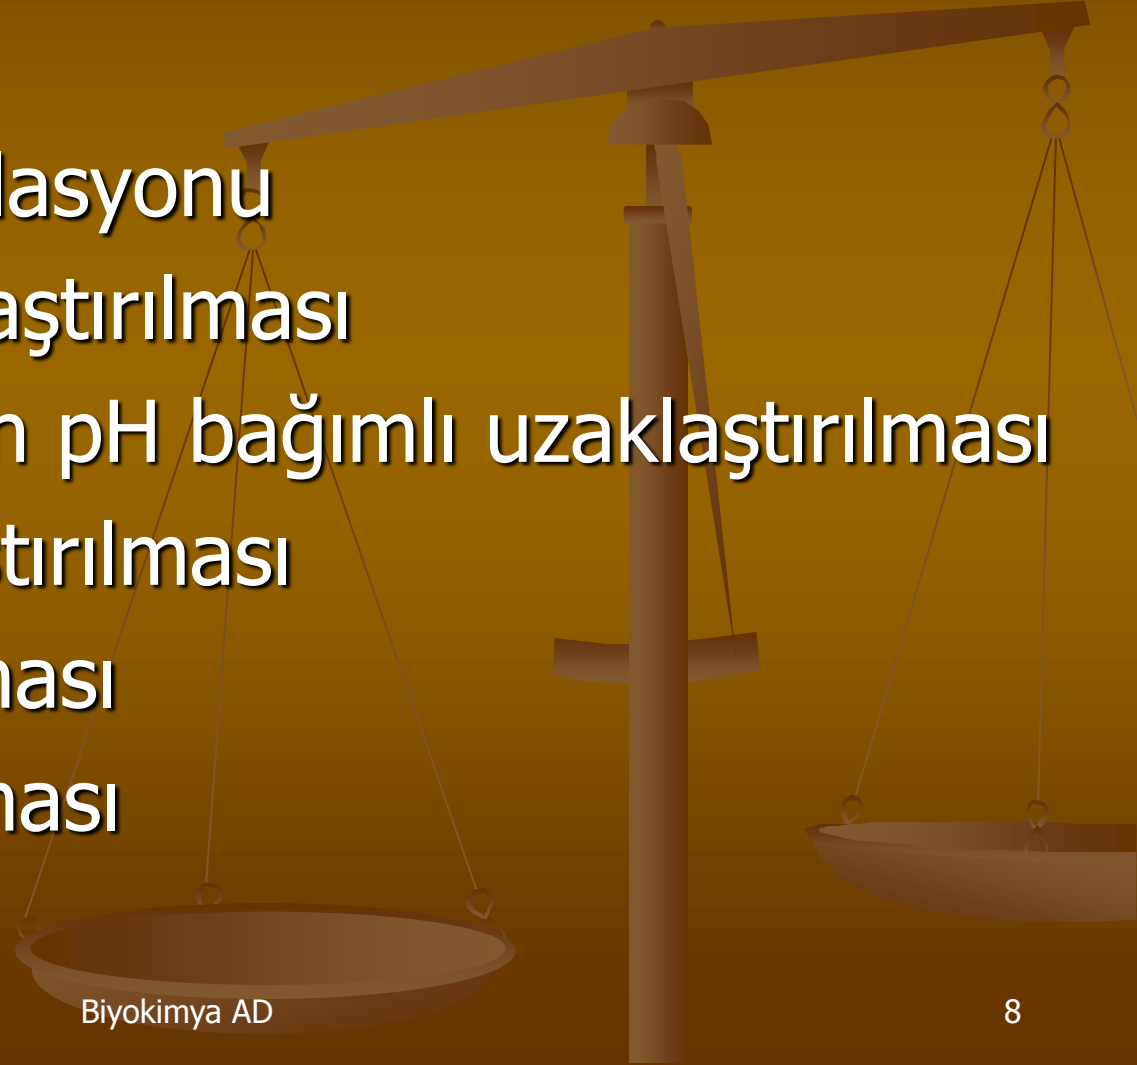 lasyonu
aştırılması
n pH bağımlı uzaklaştırılması
tırılması
ması
ması
Biyokimya AD
8